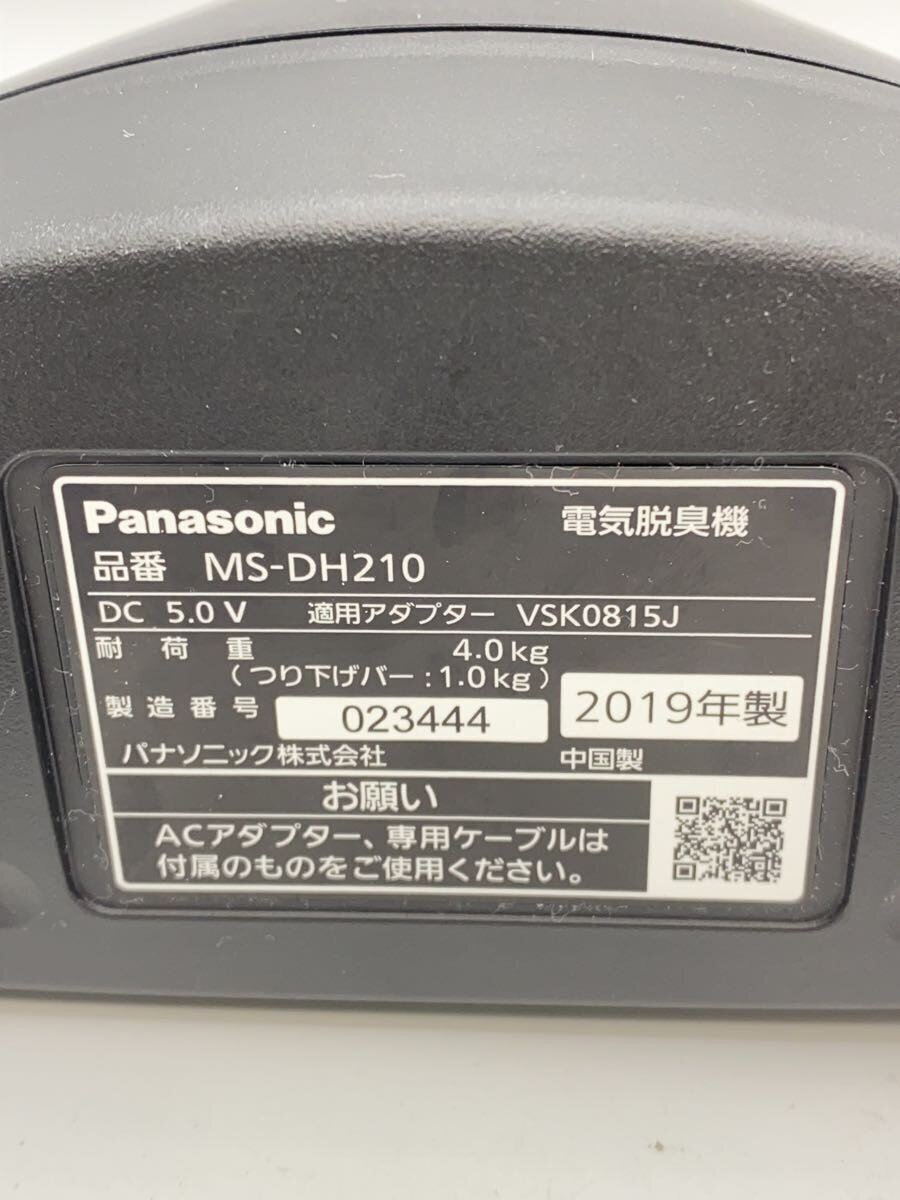 Panasonic 電気脱臭機
品番 MS-DH210
DC 5.0 V 適用アダプター VSK0815J
耐荷重 4.0kg
(つり下げバー:1.0kg)
製造番号 023444 2019年製
パナソニック株式会社 中国製
お願い
ACアダプター、専用ケーブルは
付属のものをご使用ください。